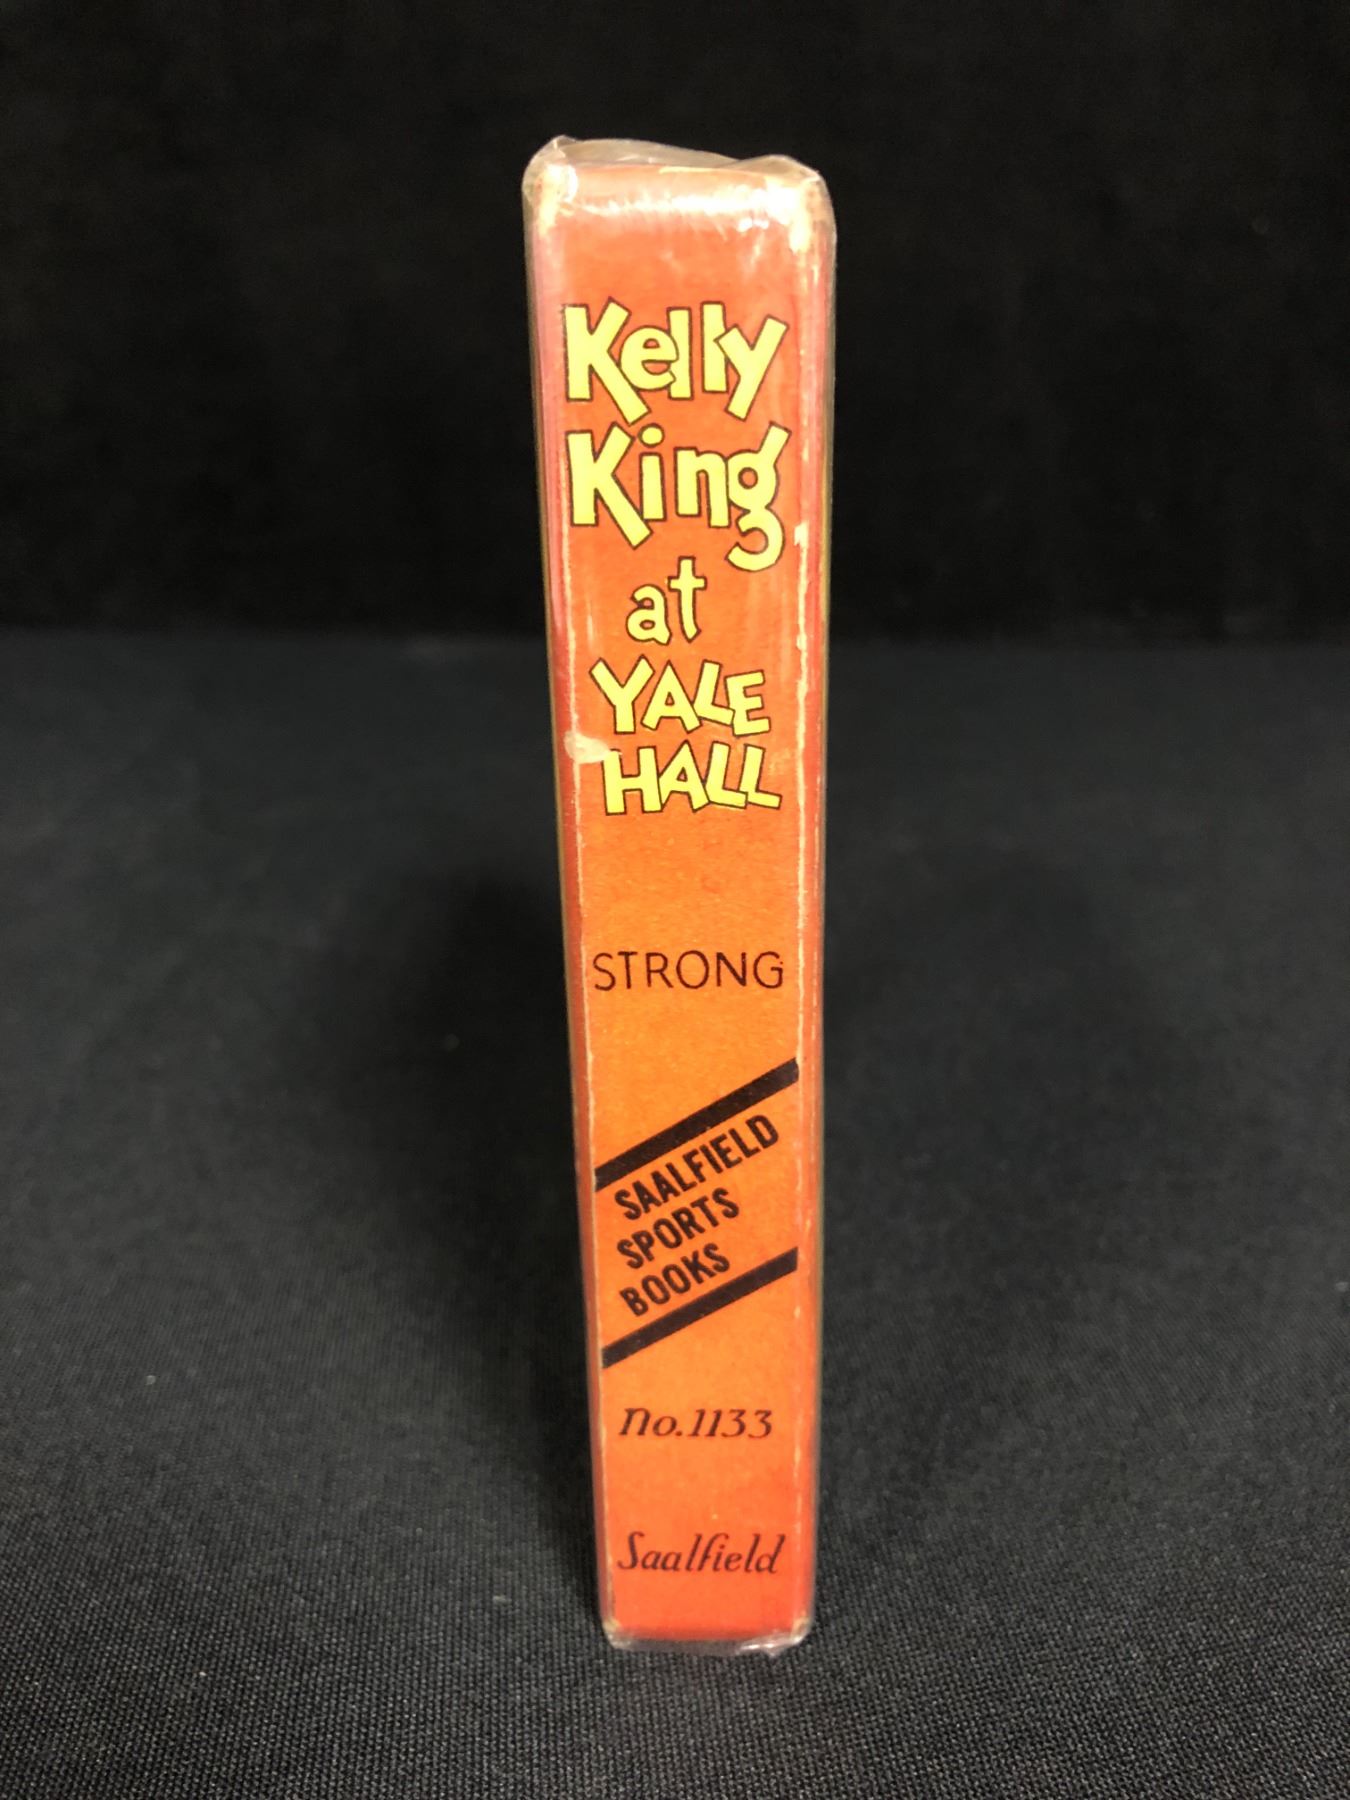 Kelly
King
at
YALE
HALL
STRONG
SAALFIELD
SPORTS
BOOKS
No.1133
Saalfield